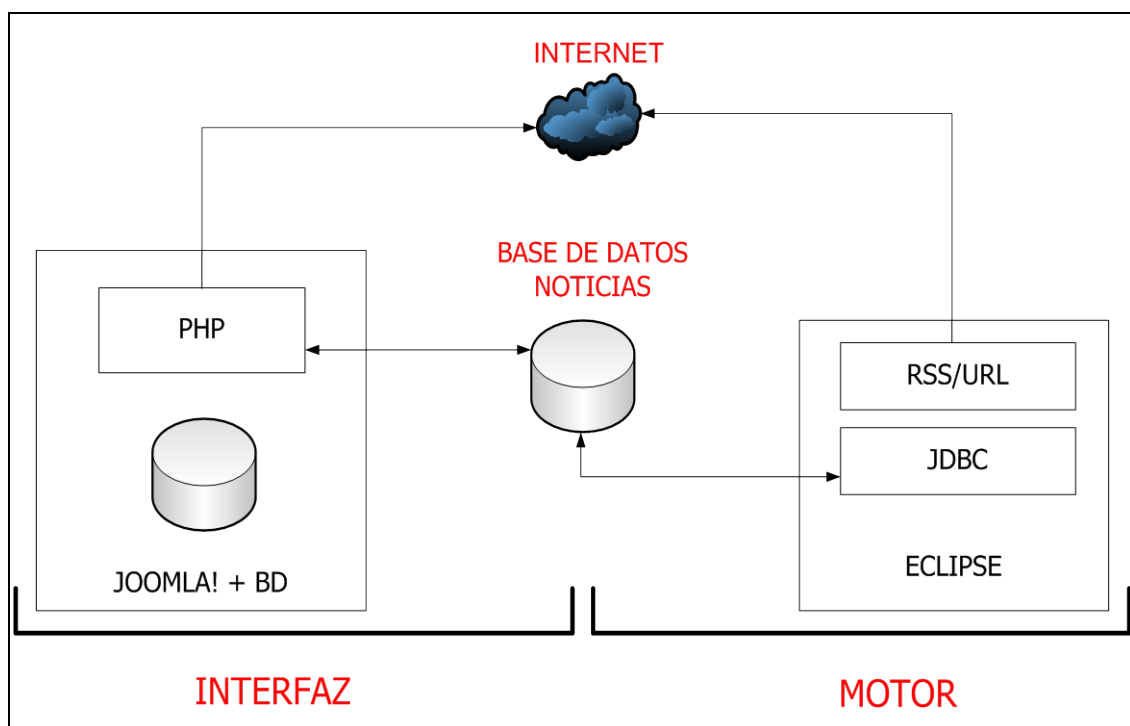 INTERNET
BASE DE DATOS
NOTICIAS
PHP
RSS/URL
JDBC
JOOMLA! + BD
ECLIPSE
INTERFAZ
MOTOR